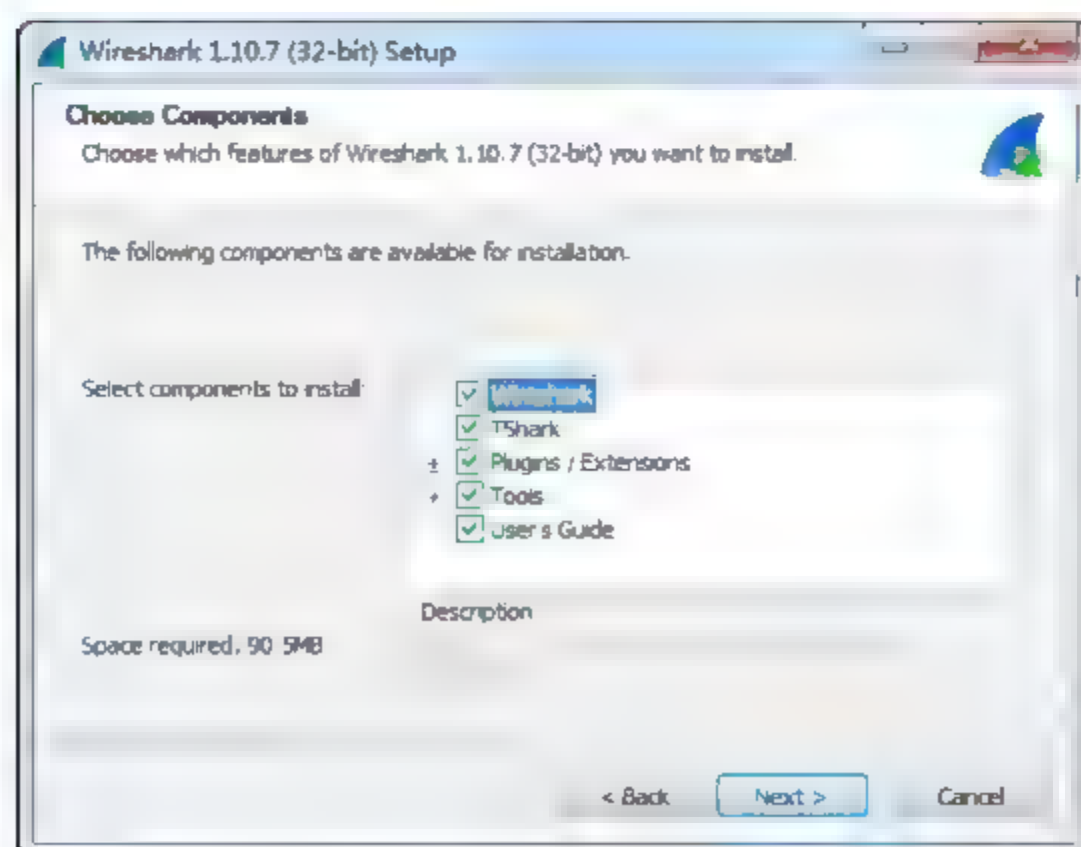 Wireshark 1.10.7 (32-bit) Setup
Choose Components
Choose which features of Wireshark 1.10.7 (32-bit) you want to install.
The following components are available for installation.
Select components to install:
Wireshark
TShark
Plugins / Extensions
Tools
User's Guide
Description
Space required: 90.5MB
< Back
Next >
Cancel